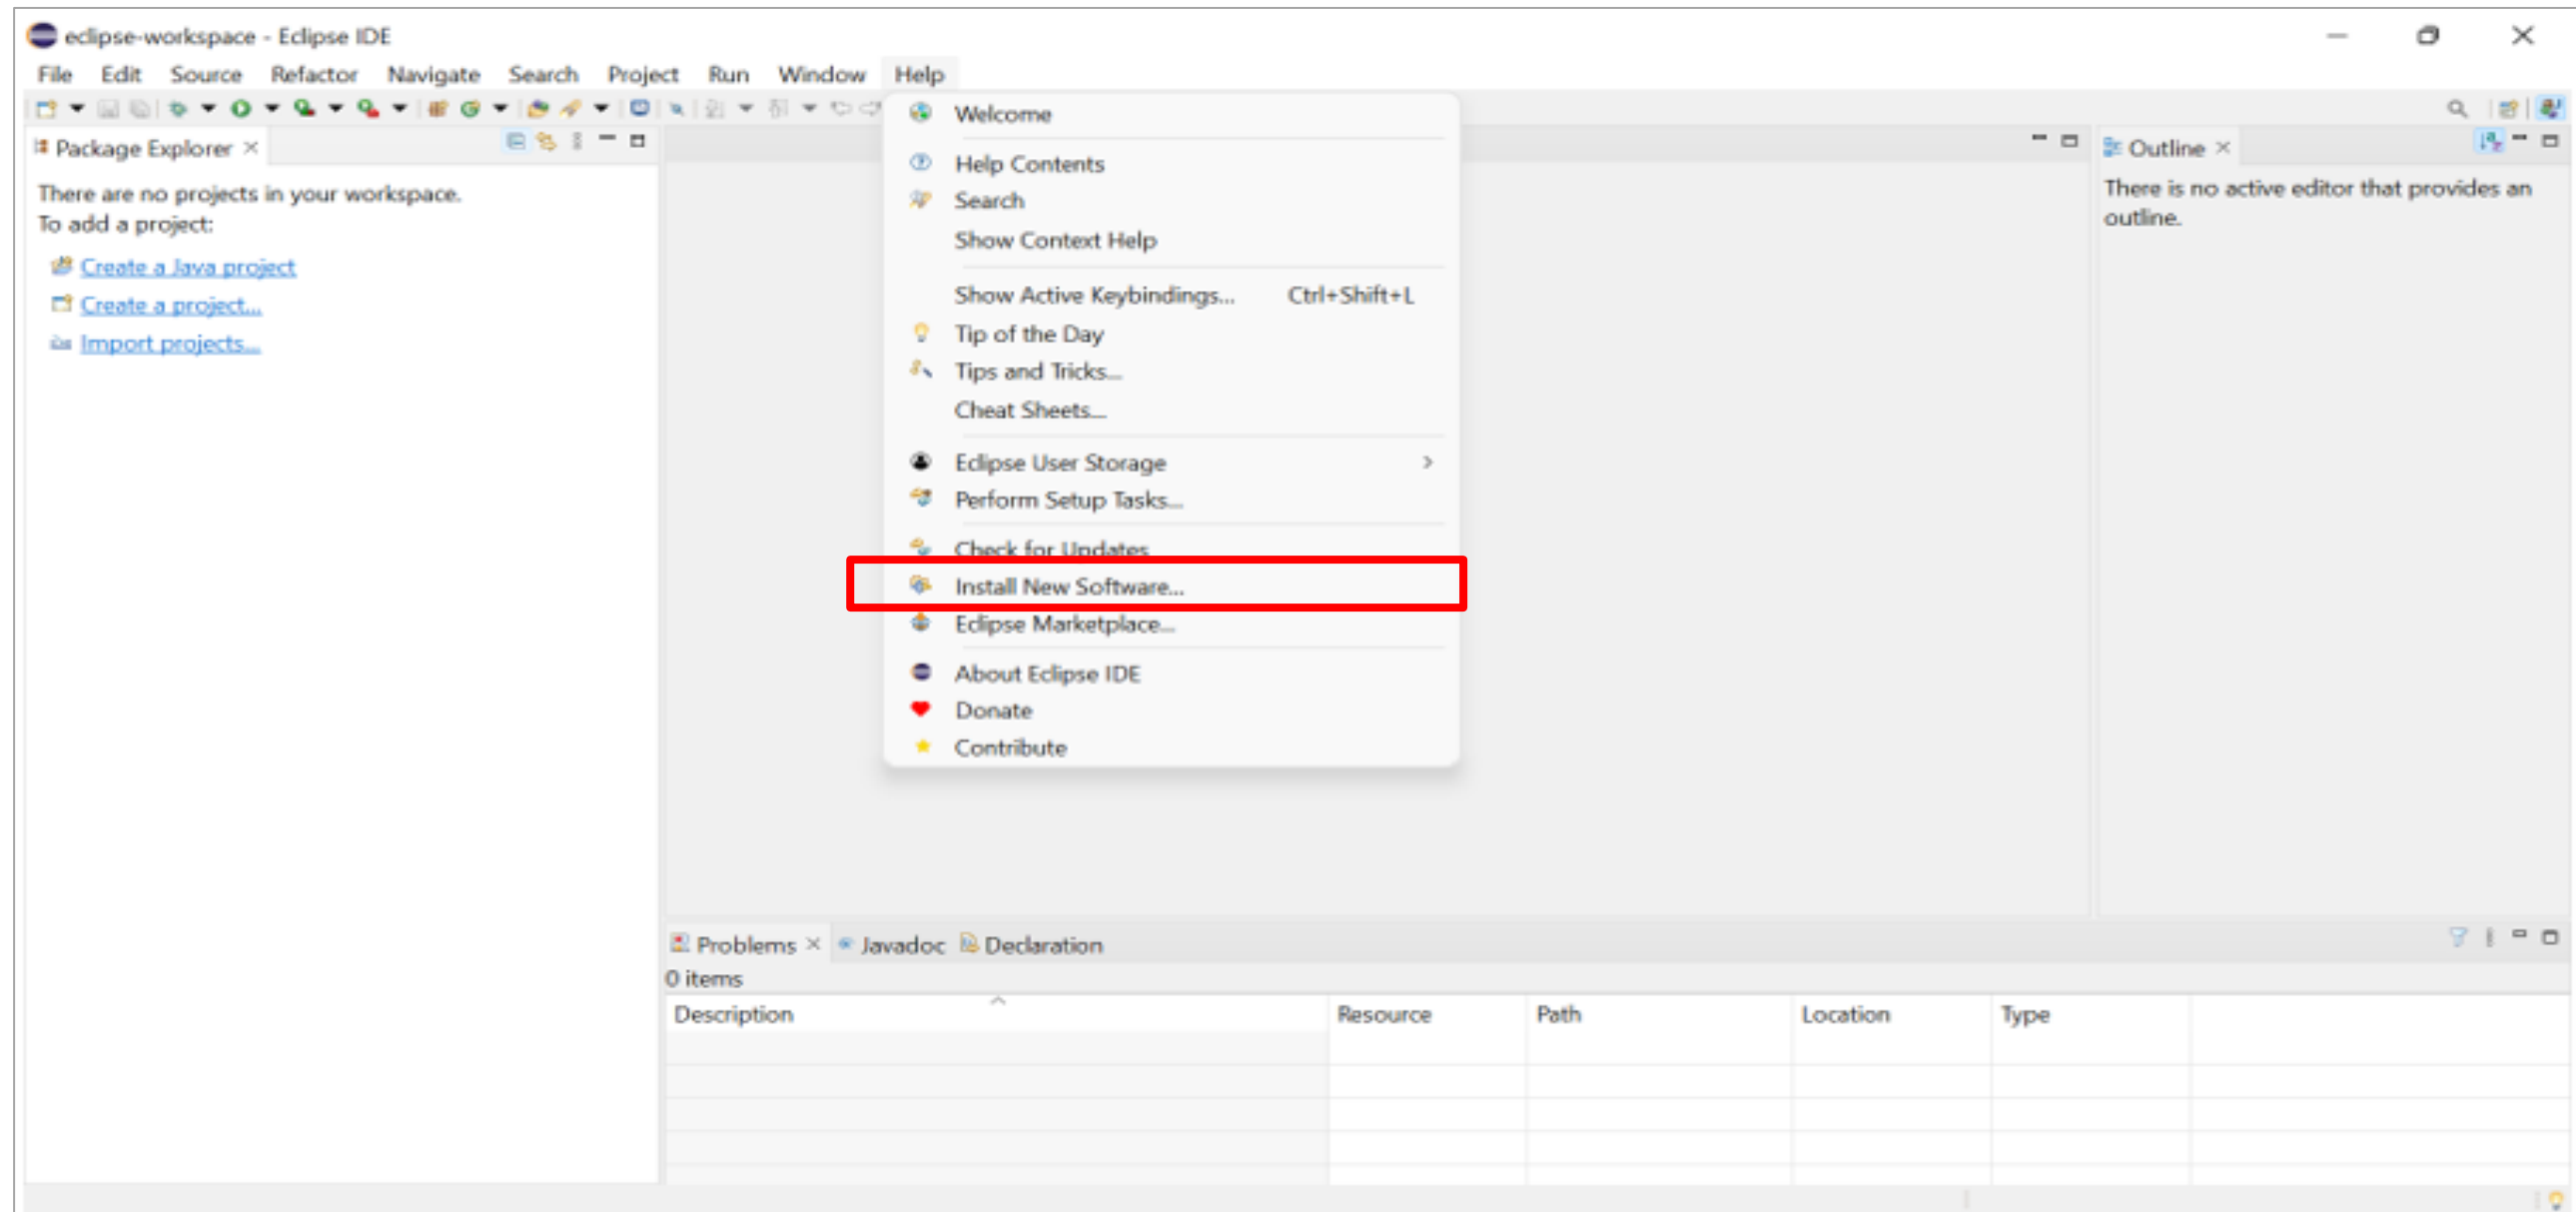 eclipse-workspace - Eclipse IDE
File Edit Source Refactor Navigate Search Project Run Window Help
Package Explorer
There are no projects in your workspace.
To add a project:
Create a Java project
Create a project...
Import projects...
Welcome
Help Contents
Search
Show Context Help
Show Active Keybindings... Ctrl+Shift+L
Tip of the Day
Tips and Tricks...
Cheat Sheets...
Eclipse User Storage
Perform Setup Tasks...
Check for Updates
Install New Software...
Eclipse Marketplace...
About Eclipse IDE
Donate
Contribute
Outline
There is no active editor that provides an
outline.
Problems Javadoc Declaration
0 items
Description Resource Path Location Type